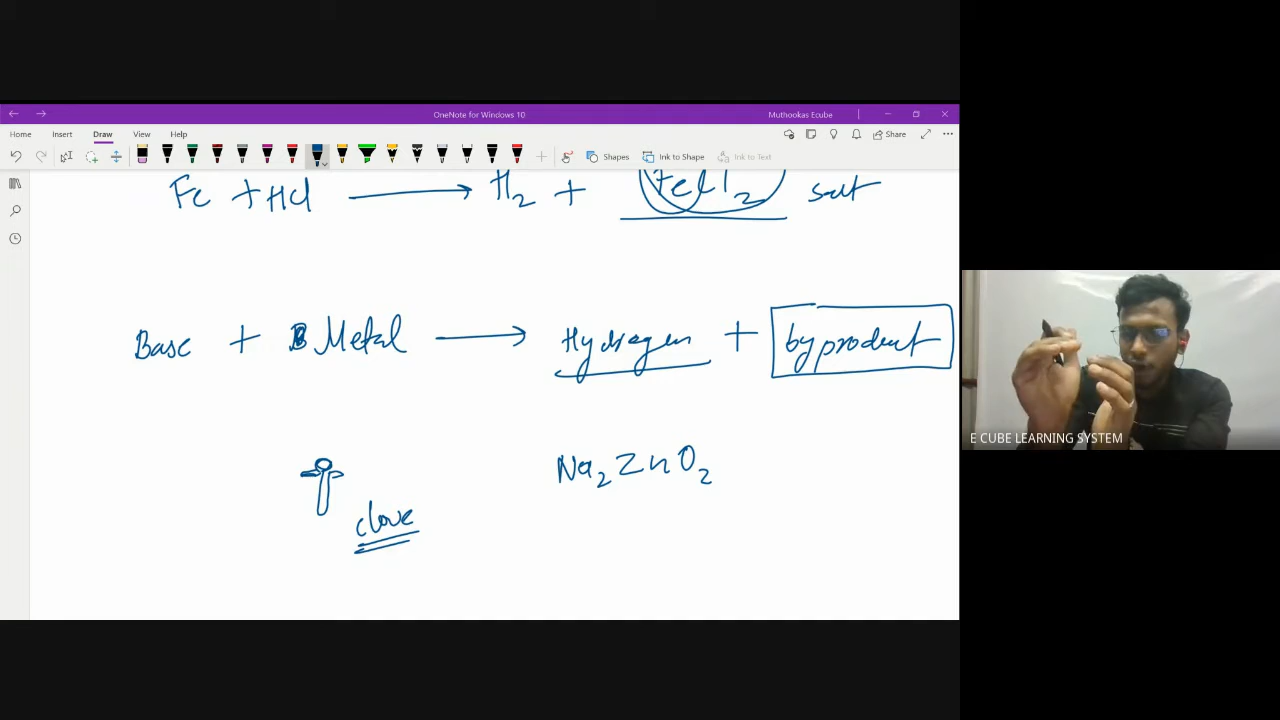 OneNote for Windows 10
Muthookas Ecube
Home Insert Draw View Help
Share
Shapes
Ink to Shape
Ink to Text
Fe + HCl → H2 + FeCl2 salt
Base + Metal → Hydrogen + byproduct
Na2ZnO2
clove
E CUBE LEARNING SYSTEM